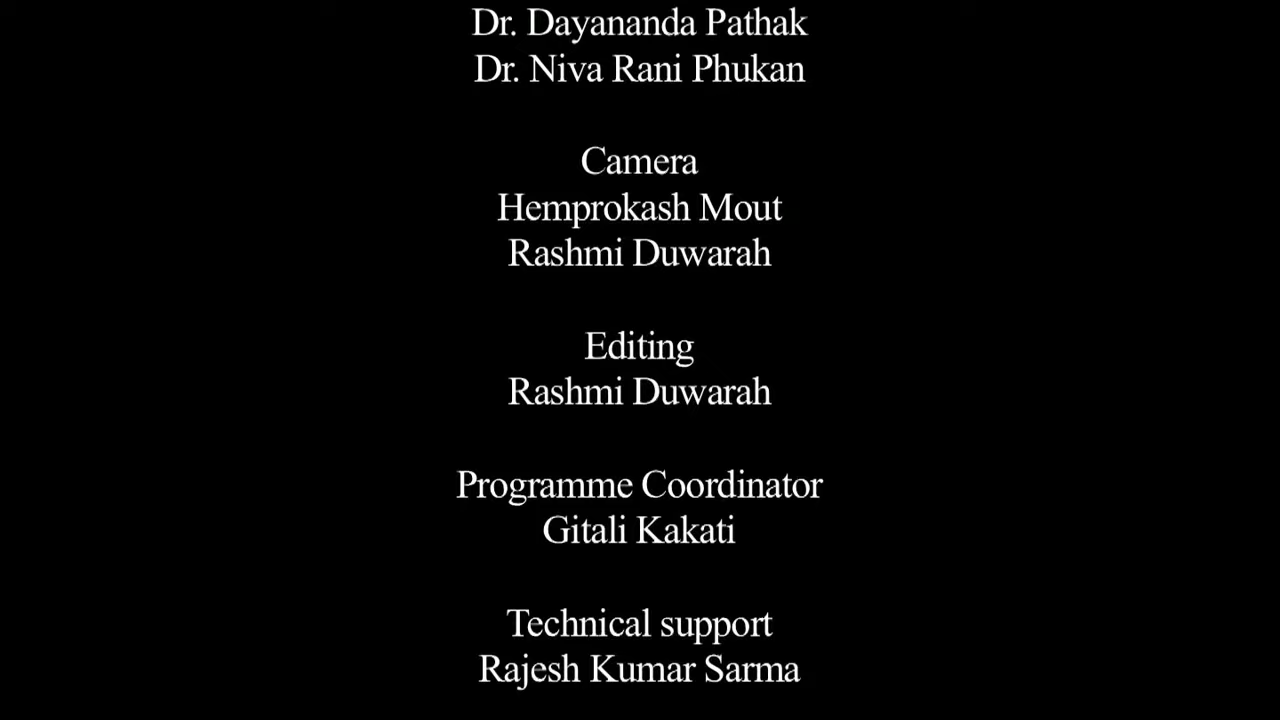 Dr. Dayananda Pathak
Dr. Niva Rani Phukan
Camera
Hemprokash Mout
Rashmi Duwarah
Editing
Rashmi Duwarah
Programme Coordinator
Gitali Kakati
Technical support
Rajesh Kumar Sarma